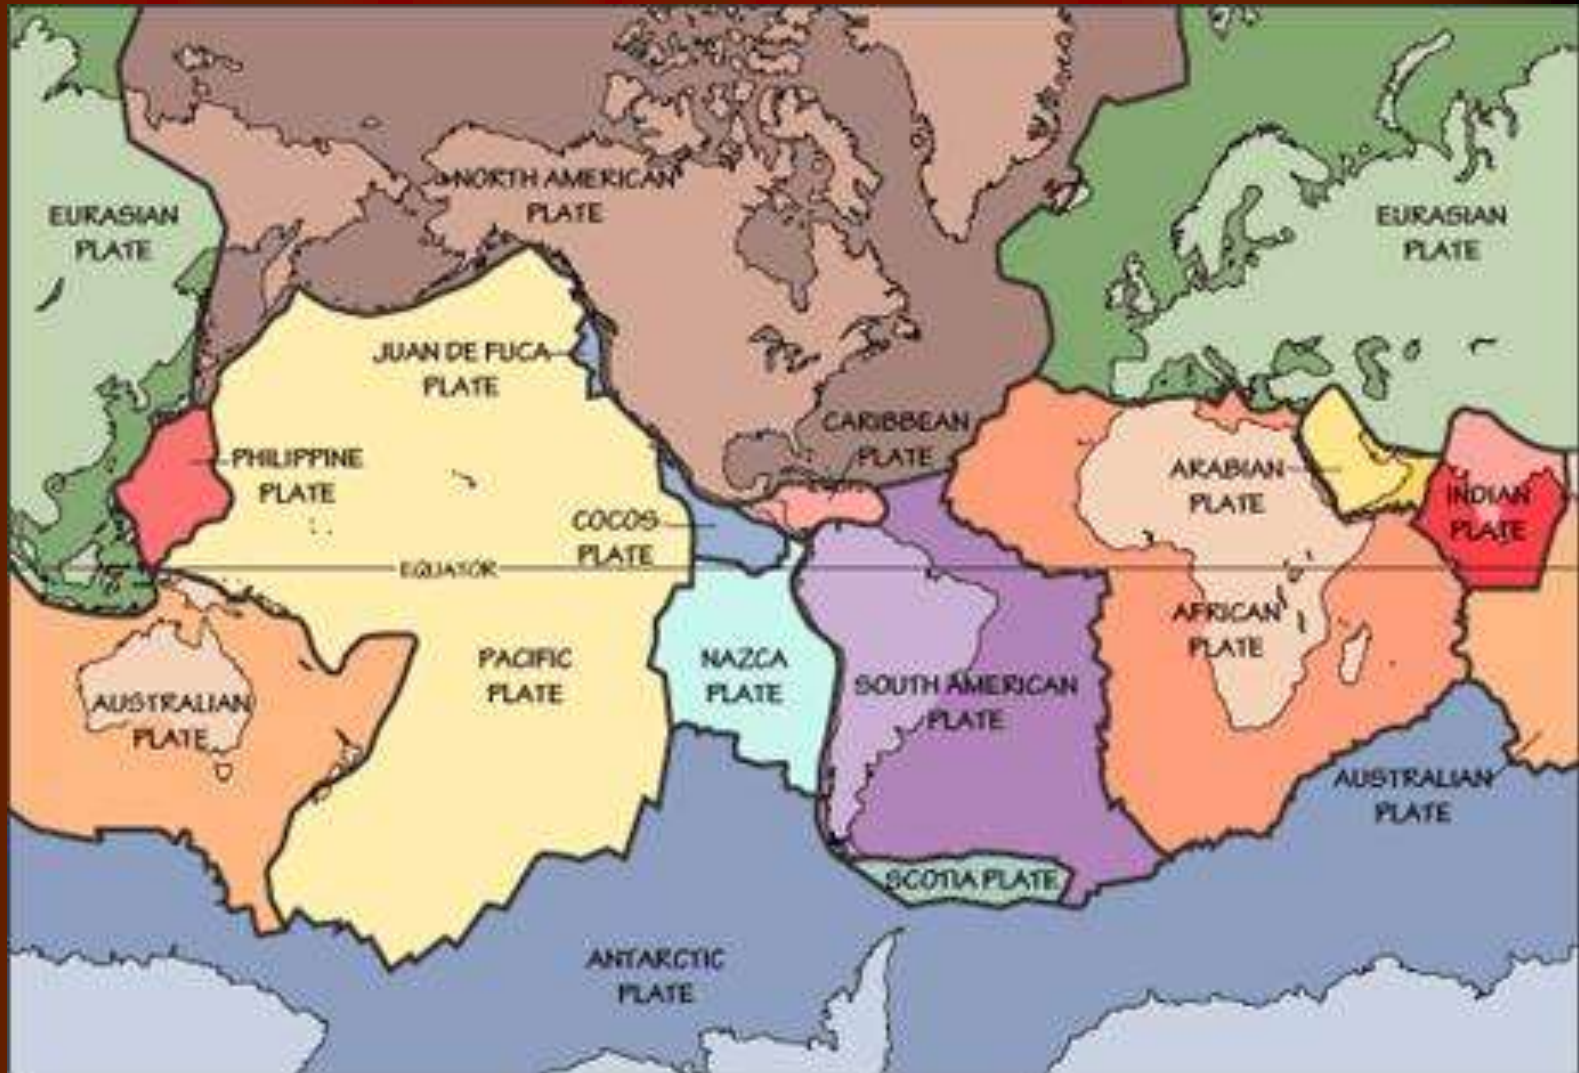 NORTH AMERICAN
PLATE
EURASIAN
PLATE
EURASIAN
PLATE
JUAN DE FUCA
PLATE
CARIBBEAN
PLATE
PHILIPPINE
PLATE
ARABIAN
PLATE
INDIAN
PLATE
COCOS
PLATE
EQUATOR
AFRICAN
PLATE
PACIFIC
PLATE
NAZCA
PLATE
SOUTH AMERICAN
PLATE
AUSTRALIAN
PLATE
AUSTRALIAN
PLATE
SCOTIA PLATE
ANTARCTIC
PLATE